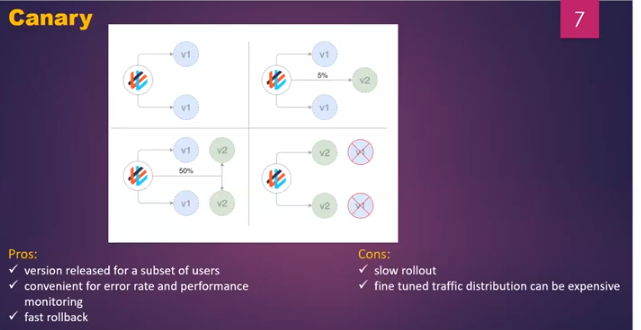 Canary
7
v1
v1
v1
5%
v2
v1
v1
v2
50%
v1
v2
v2
v1
v2
v1
Pros:
✓ version released for a subset of users
✓ convenient for error rate and performance
monitoring
✓ fast rollback
Cons:
✓ slow rollout
✓ fine tuned traffic distribution can be expensive